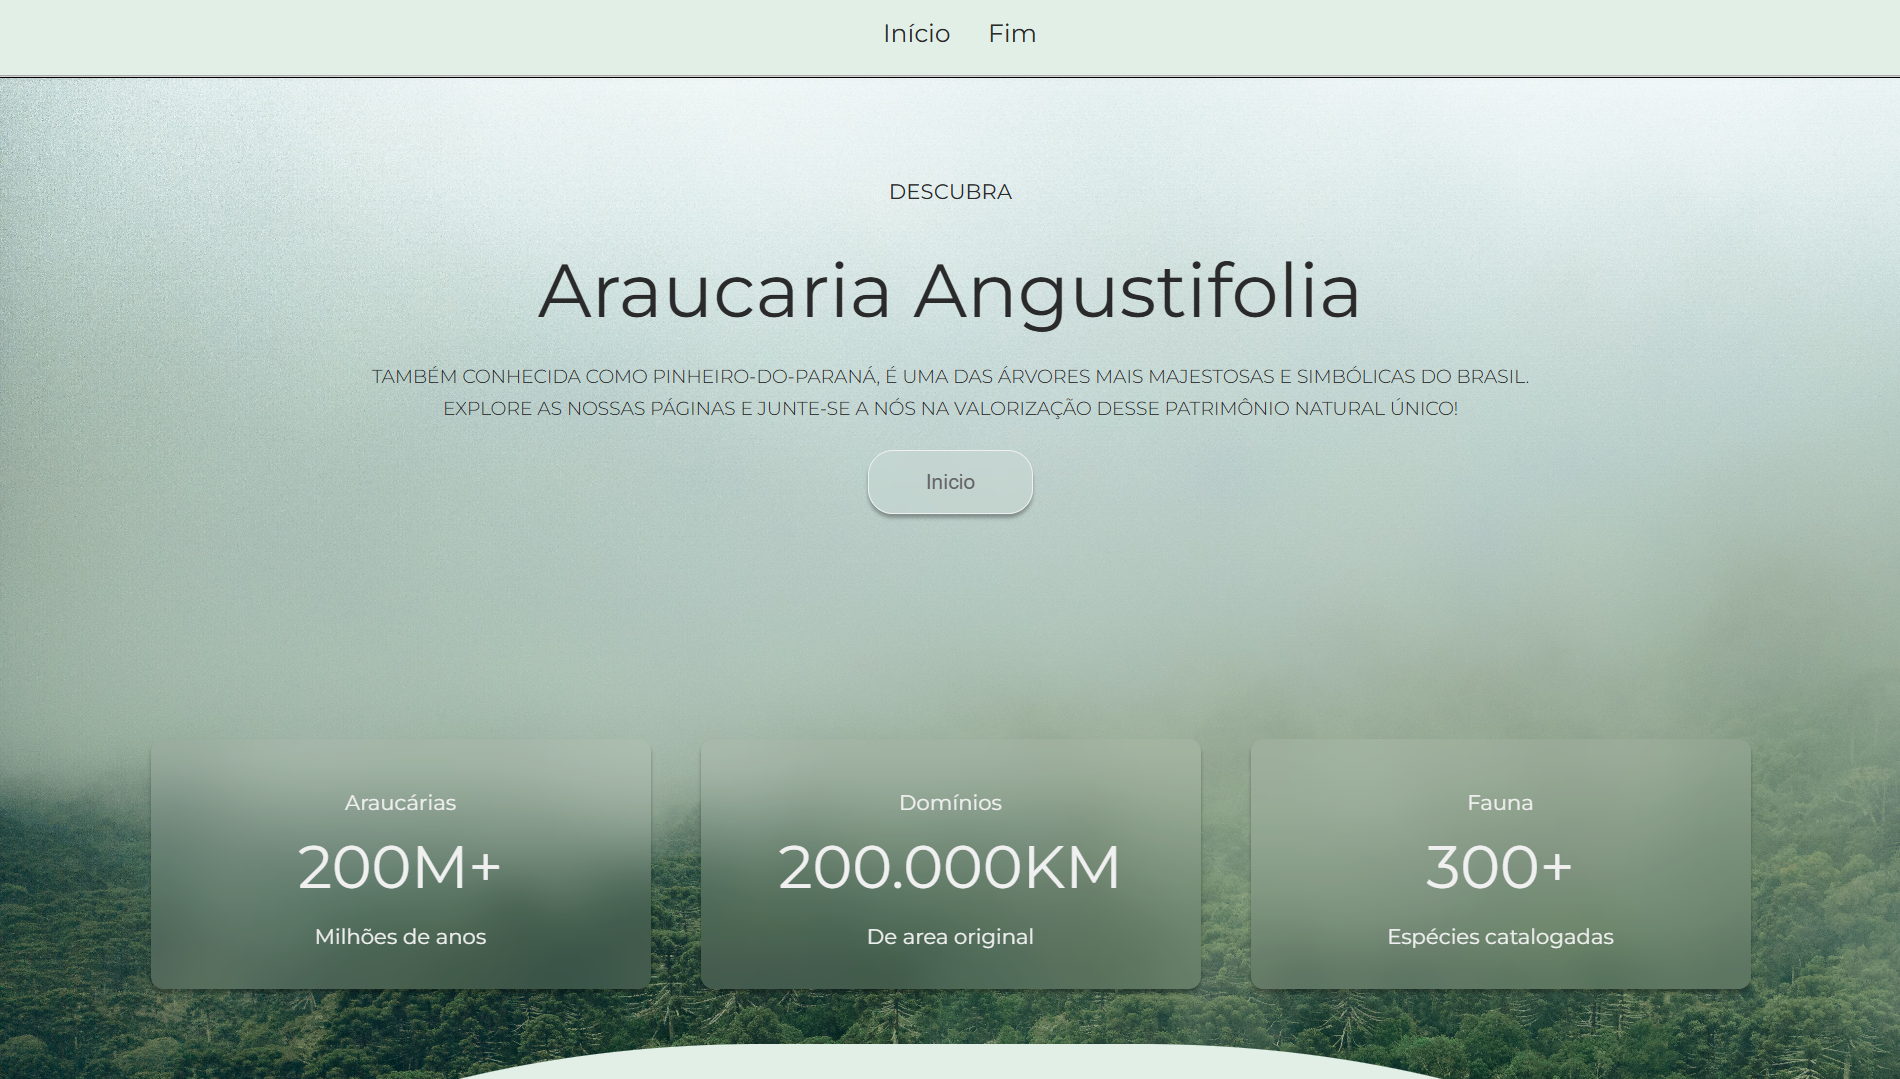 Início Fim
DESCUBRA
Araucaria Angustifolia
TAMBÉM CONHECIDA COMO PINHEIRO-DO-PARANÁ, É UMA DAS ÁRVORES MAIS MAJESTOSAS E SIMBÓLICAS DO BRASIL.
EXPLORE AS NOSSAS PÁGINAS E JUNTE-SE A NÓS NA VALORIZAÇÃO DESSE PATRIMÔNIO NATURAL ÚNICO!
Inicio
Araucárias
200M+
Milhões de anos
Domínios
200.000KM
De area original
Fauna
300+
Espécies catalogadas